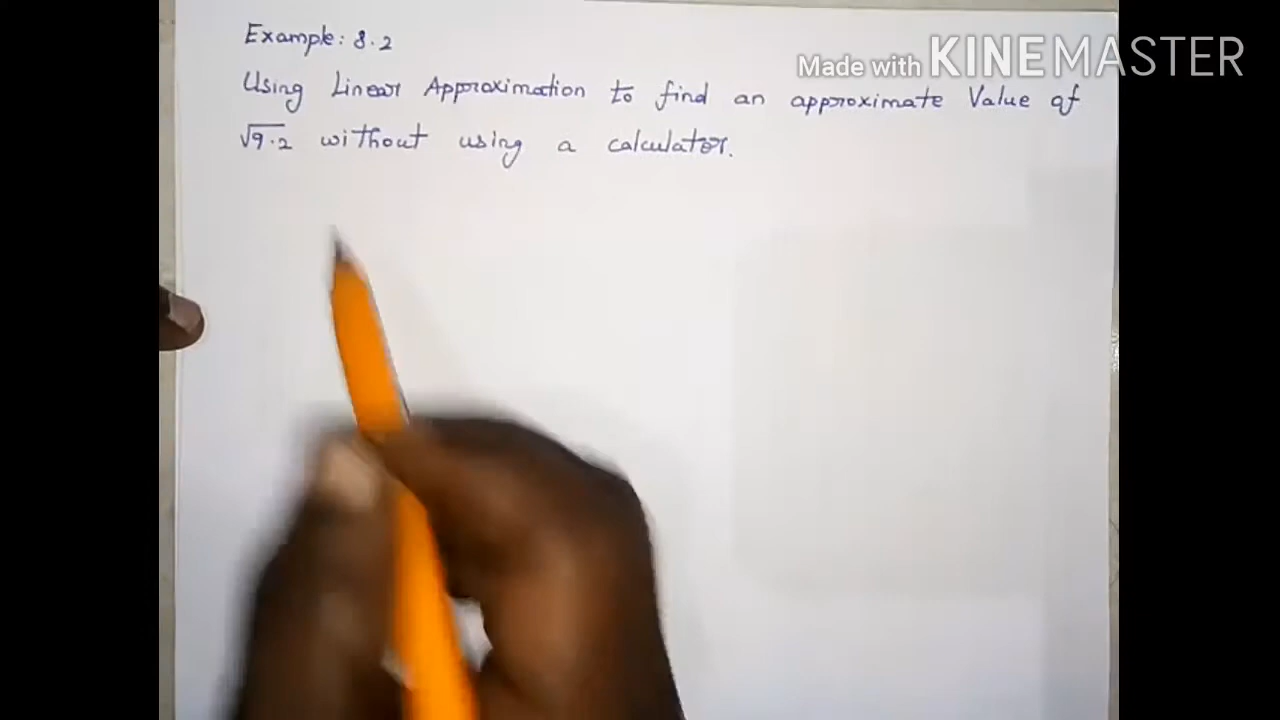 Example: 8.2
Made with KINEMASTER
Using Linear Approximation to find an approximate Value of
√9.2 without using a calculator.